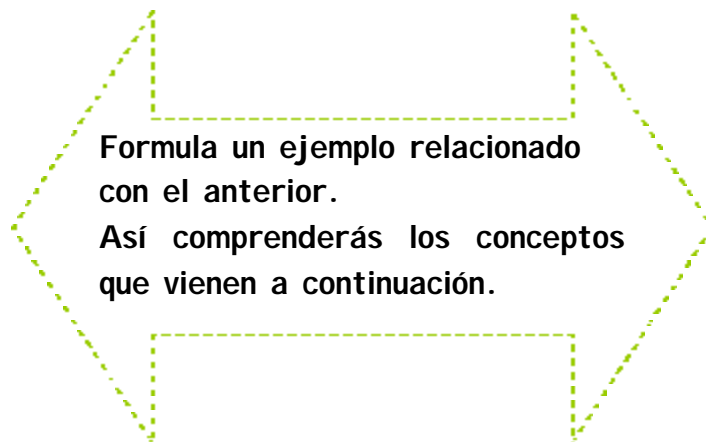 Formula un ejemplo relacionado
con el anterior.
Así comprenderás los conceptos
que vienen a continuación.